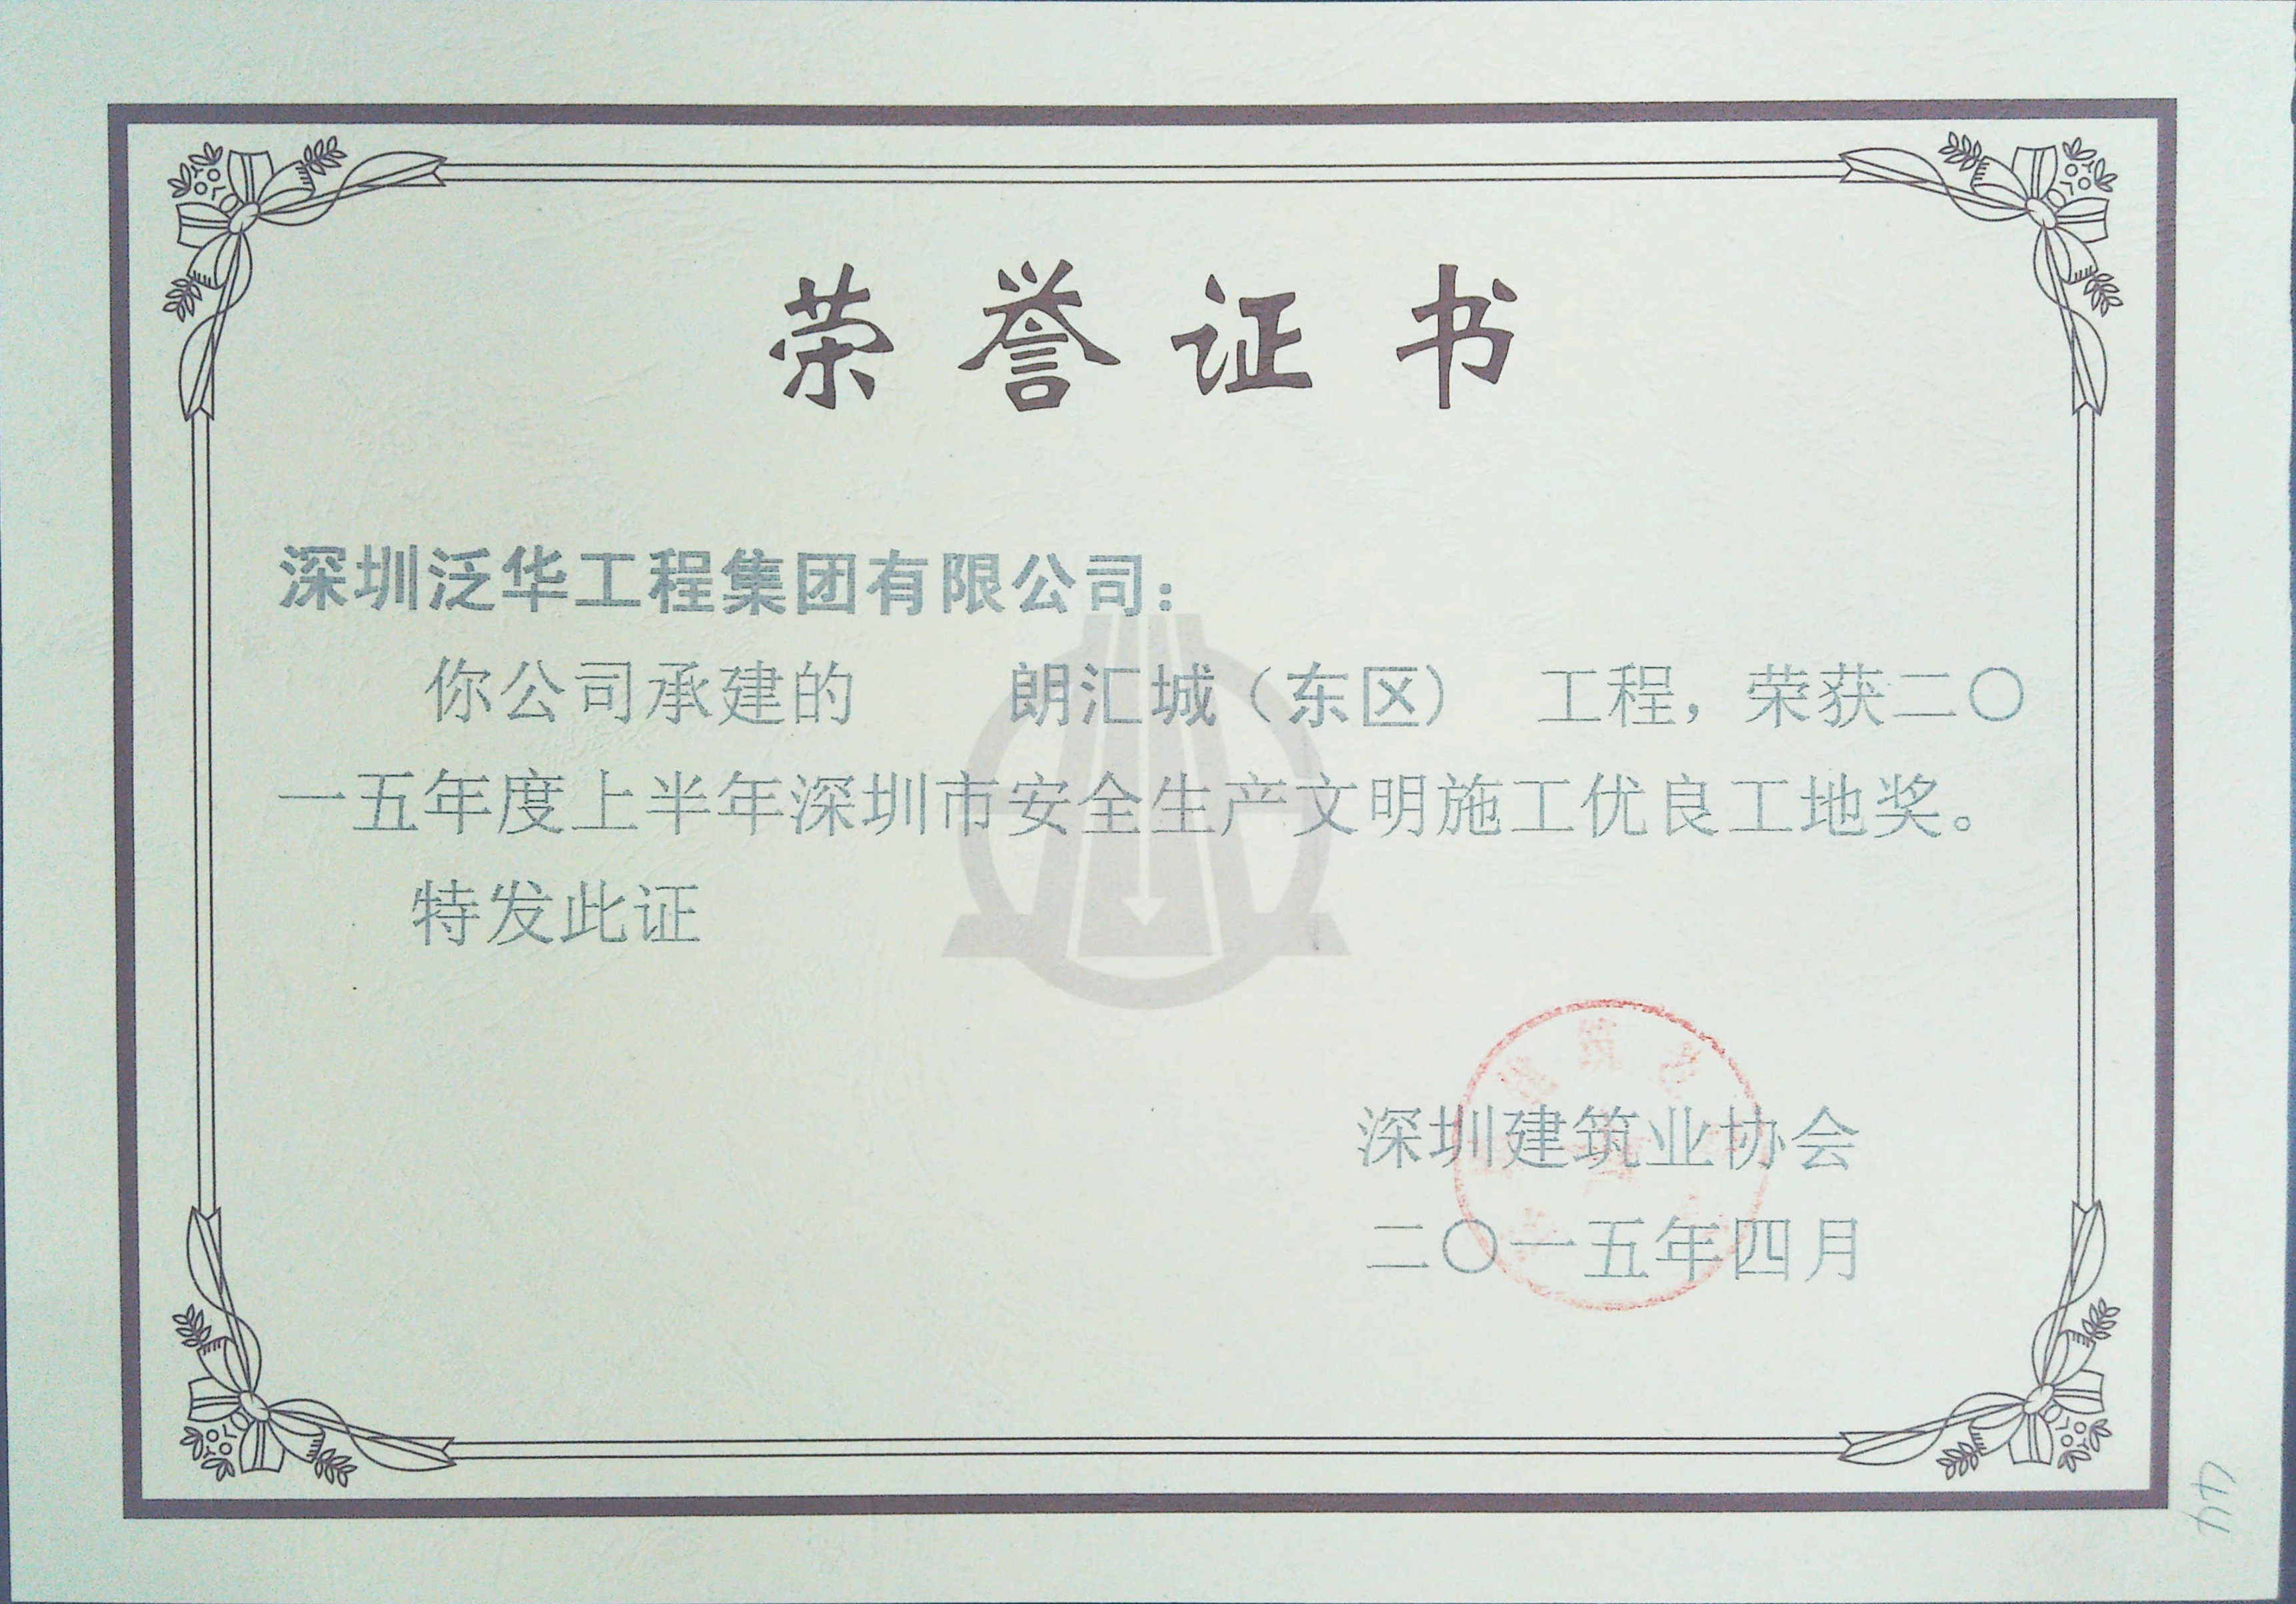 荣誉证书
深圳泛华工程集团有限公司：
你公司承建的 朗汇城（东区） 工程，荣获二〇
一五年度上半年深圳市安全生产文明施工优良工地奖。
特发此证
深圳建筑业协会
二〇一五年四月
44